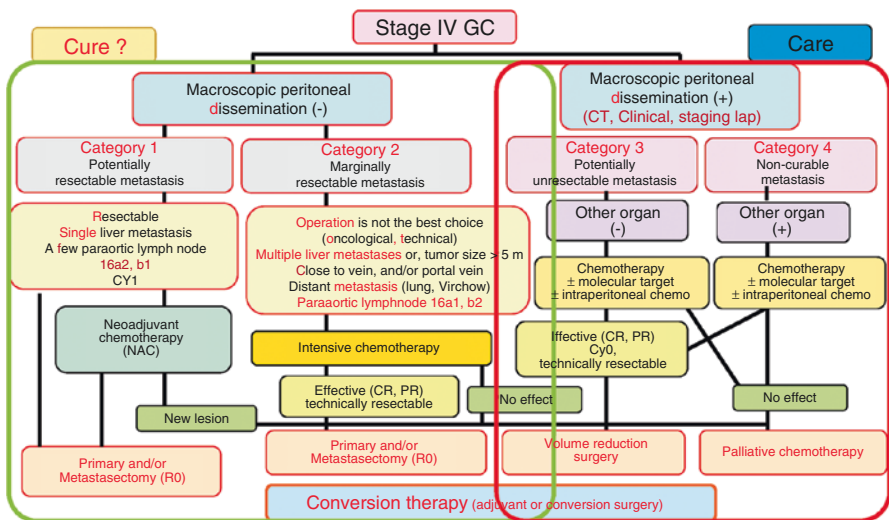 Stage IV GC
Cure ?
Care
Macroscopic peritoneal
dissemination (-)
Macroscopic peritoneal
dissemination (+)
(CT, Clinical, staging lap)
Category 1
Potentially
resectable metastasis
Category 2
Marginally
resectable metastasis
Category 3
Potentially
unresectable metastasis
Category 4
Non-curable
metastasis
Resectable
Single liver metastasis
A few paraortic lymph node
16a2, b1
CY1
Operation is not the best choice
(oncological, technical)
Multiple liver metastases or, tumor size > 5 m
Close to vein, and/or portal vein
Distant metastasis (lung, Virchow)
Paraaortic lymphnode 16a1, b2
Other organ
(-)
Other organ
(+)
Chemotherapy
± molecular target
± intraperitoneal chemo
Chemotherapy
± molecular target
± intraperitoneal chemo
Neoadjuvant
chemotherapy
(NAC)
Intensive chemotherapy
Iffective (CR, PR)
Cy0,
technically resectable
Effective (CR, PR)
technically resectable
No effect
No effect
New lesion
Primary and/or
Metastasectomy (R0)
Primary and/or
Metastasectomy (R0)
Volume reduction
surgery
Palliative chemotherapy
Conversion therapy (adjuvant or conversion surgery)